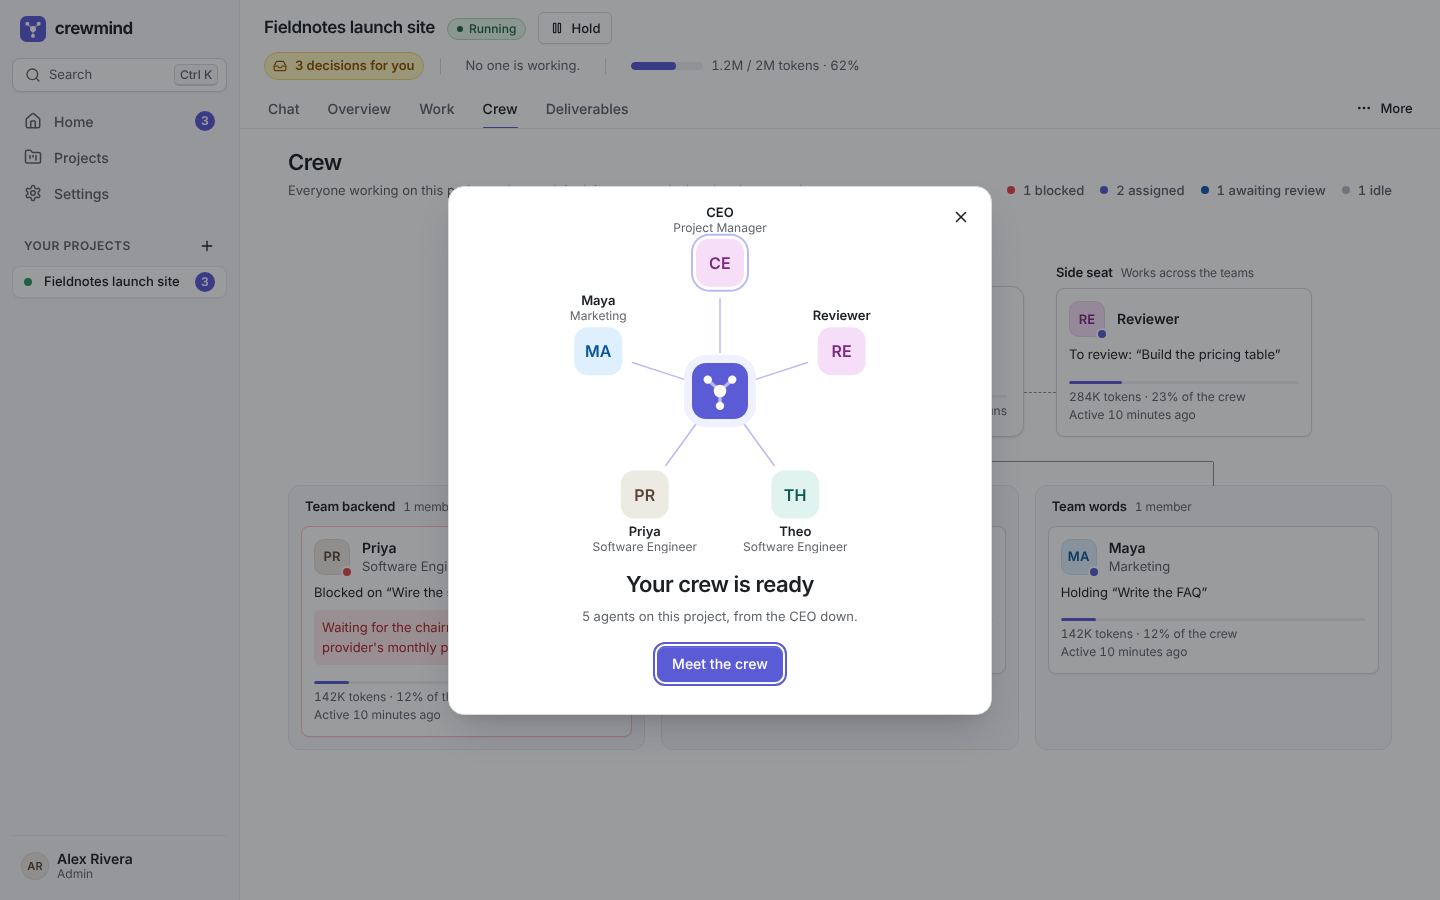 crewmind
Search
Ctrl K
Home
3
Projects
Settings
YOUR PROJECTS
Fieldnotes launch site
3
AR
Alex Rivera
Admin
Fieldnotes launch site
Running
Hold
3 decisions for you
No one is working.
1.2M / 2M tokens · 62%
Chat
Overview
Work
Crew
Deliverables
More
Crew
Everyone working on this
1 blocked
2 assigned
1 awaiting review
1 idle
Side seat
Works across the teams
RE
Reviewer
To review: “Build the pricing table”
284K tokens · 23% of the crew
Active 10 minutes ago
Team backend
PR
Priya
Blocked on “Wire the
Waiting for the
provider's monthly
142K tokens · 12% of
Active 10 minutes ago
Team words
1 member
MA
Maya
Marketing
Holding “Write the FAQ”
142K tokens · 12% of the crew
Active 10 minutes ago
CEO
Project Manager
CE
Maya
Marketing
MA
Reviewer
RE
PR
Priya
Software Engineer
TH
Theo
Software Engineer
Your crew is ready
5 agents on this project, from the CEO down.
Meet the crew